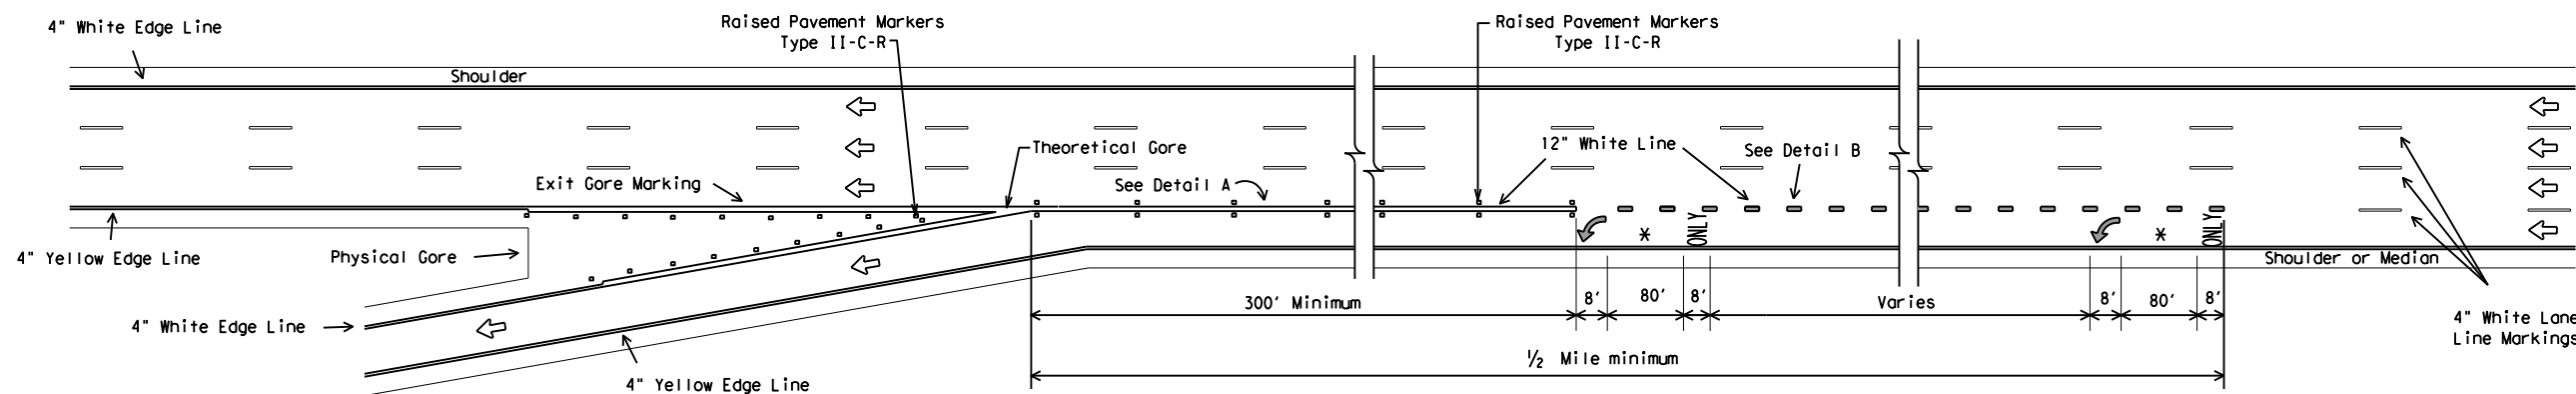 4" White Edge Line
Raised Pavement Markers
Type II-C-R
Raised Pavement Markers
Type II-C-R
Shoulder
Theoretical Gore
12" White Line
See Detail B
Exit Gore Marking
See Detail A
ONLY
*
ONLY
*
4" Yellow Edge Line
Physical Gore
Shoulder or Median
300' Minimum
8'
80'
8'
Varies
8'
80'
8'
4" White Edge Line
4" White Lane
Line Markings
1/2 Mile minimum
4" Yellow Edge Line